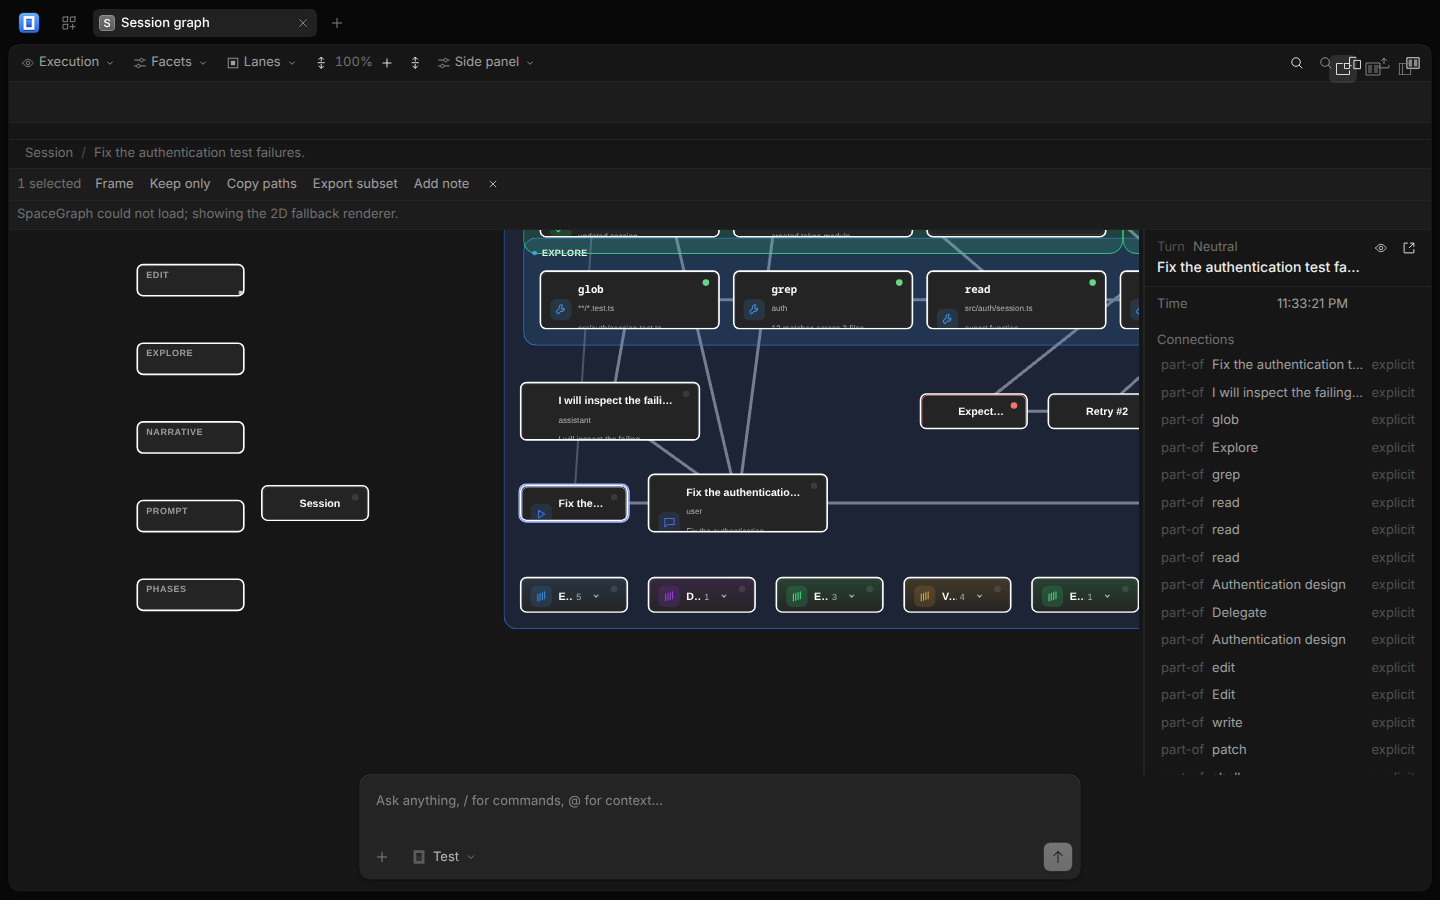 S Session graph
Execution Facets Lanes 100% Side panel
Session / Fix the authentication test failures.
1 selected Frame Keep only Copy paths Export subset Add note
SpaceGraph could not load; showing the 2D fallback renderer.
EDIT
EXPLORE
NARRATIVE
PROMPT
PHASES
Session
EXPLORE
glob
**/*.test.ts
grep
auth
read
src/auth/session.ts
I will inspect the faili...
assistant
Expect...
Retry #2
Fix the...
Fix the authenticatio...
user
E.. 5
D.. 1
E.. 3
V.. 4
E.. 1
Turn Neutral
Fix the authentication test fa...
Time 11:33:21 PM
Connections
part-of Fix the authentication t... explicit
part-of I will inspect the failing... explicit
part-of glob explicit
part-of Explore explicit
part-of grep explicit
part-of read explicit
part-of read explicit
part-of read explicit
part-of Authentication design explicit
part-of Delegate explicit
part-of Authentication design explicit
part-of edit explicit
part-of Edit explicit
part-of write explicit
part-of patch explicit
Ask anything, / for commands, @ for context...
Test